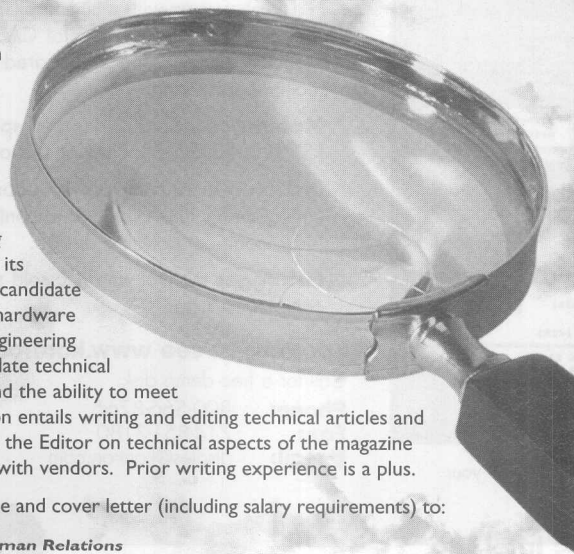 its
candidate
hardware
gineering
late technical
nd the ability to meet
on entails writing and editing technical articles and
the Editor on technical aspects of the magazine
with vendors. Prior writing experience is a plus.
e and cover letter (including salary requirements) to:
man Relations